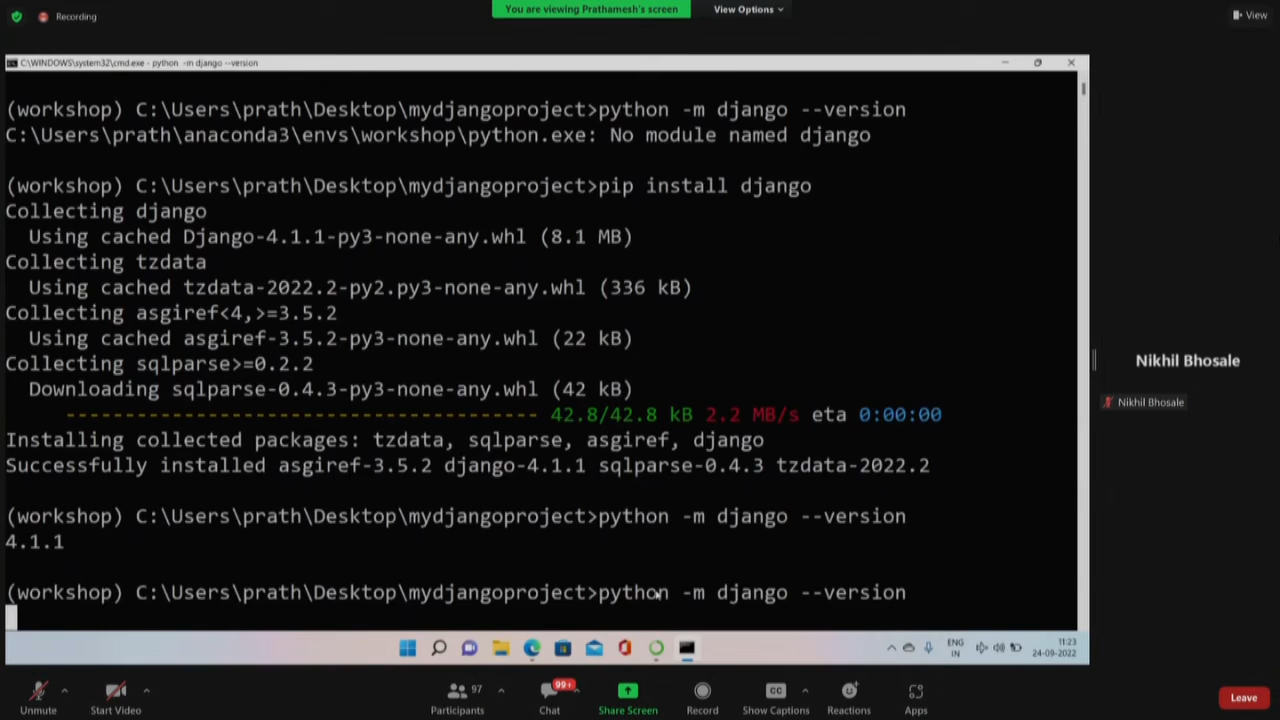 Recording
You are viewing Prathamesh's screen
View Options
View
C:\WINDOWS\system32\cmd.exe - python -m django --version
(workshop) C:\Users\prath\Desktop\mydjangoproject>python -m django --version
C:\Users\prath\anaconda3\envs\workshop\python.exe: No module named django
(workshop) C:\Users\prath\Desktop\mydjangoproject>pip install django
Collecting django
Using cached Django-4.1.1-py3-none-any.whl (8.1 MB)
Collecting tzdata
Using cached tzdata-2022.2-py2.py3-none-any.whl (336 kB)
Collecting asgiref<4,>=3.5.2
Using cached asgiref-3.5.2-py3-none-any.whl (22 kB)
Collecting sqlparse>=0.2.2
Downloading sqlparse-0.4.3-py3-none-any.whl (42 kB)
---------------------------------------- 42.8/42.8 kB 2.2 MB/s eta 0:00:00
Installing collected packages: tzdata, sqlparse, asgiref, django
Successfully installed asgiref-3.5.2 django-4.1.1 sqlparse-0.4.3 tzdata-2022.2
(workshop) C:\Users\prath\Desktop\mydjangoproject>python -m django --version
4.1.1
(workshop) C:\Users\prath\Desktop\mydjangoproject>python -m django --version
Nikhil Bhosale
Nikhil Bhosale
ENG
IN
11:23
24-09-2022
Unmute
Start Video
97
Participants
99+
Chat
Share Screen
Record
CC
Show Captions
Reactions
Apps
Leave